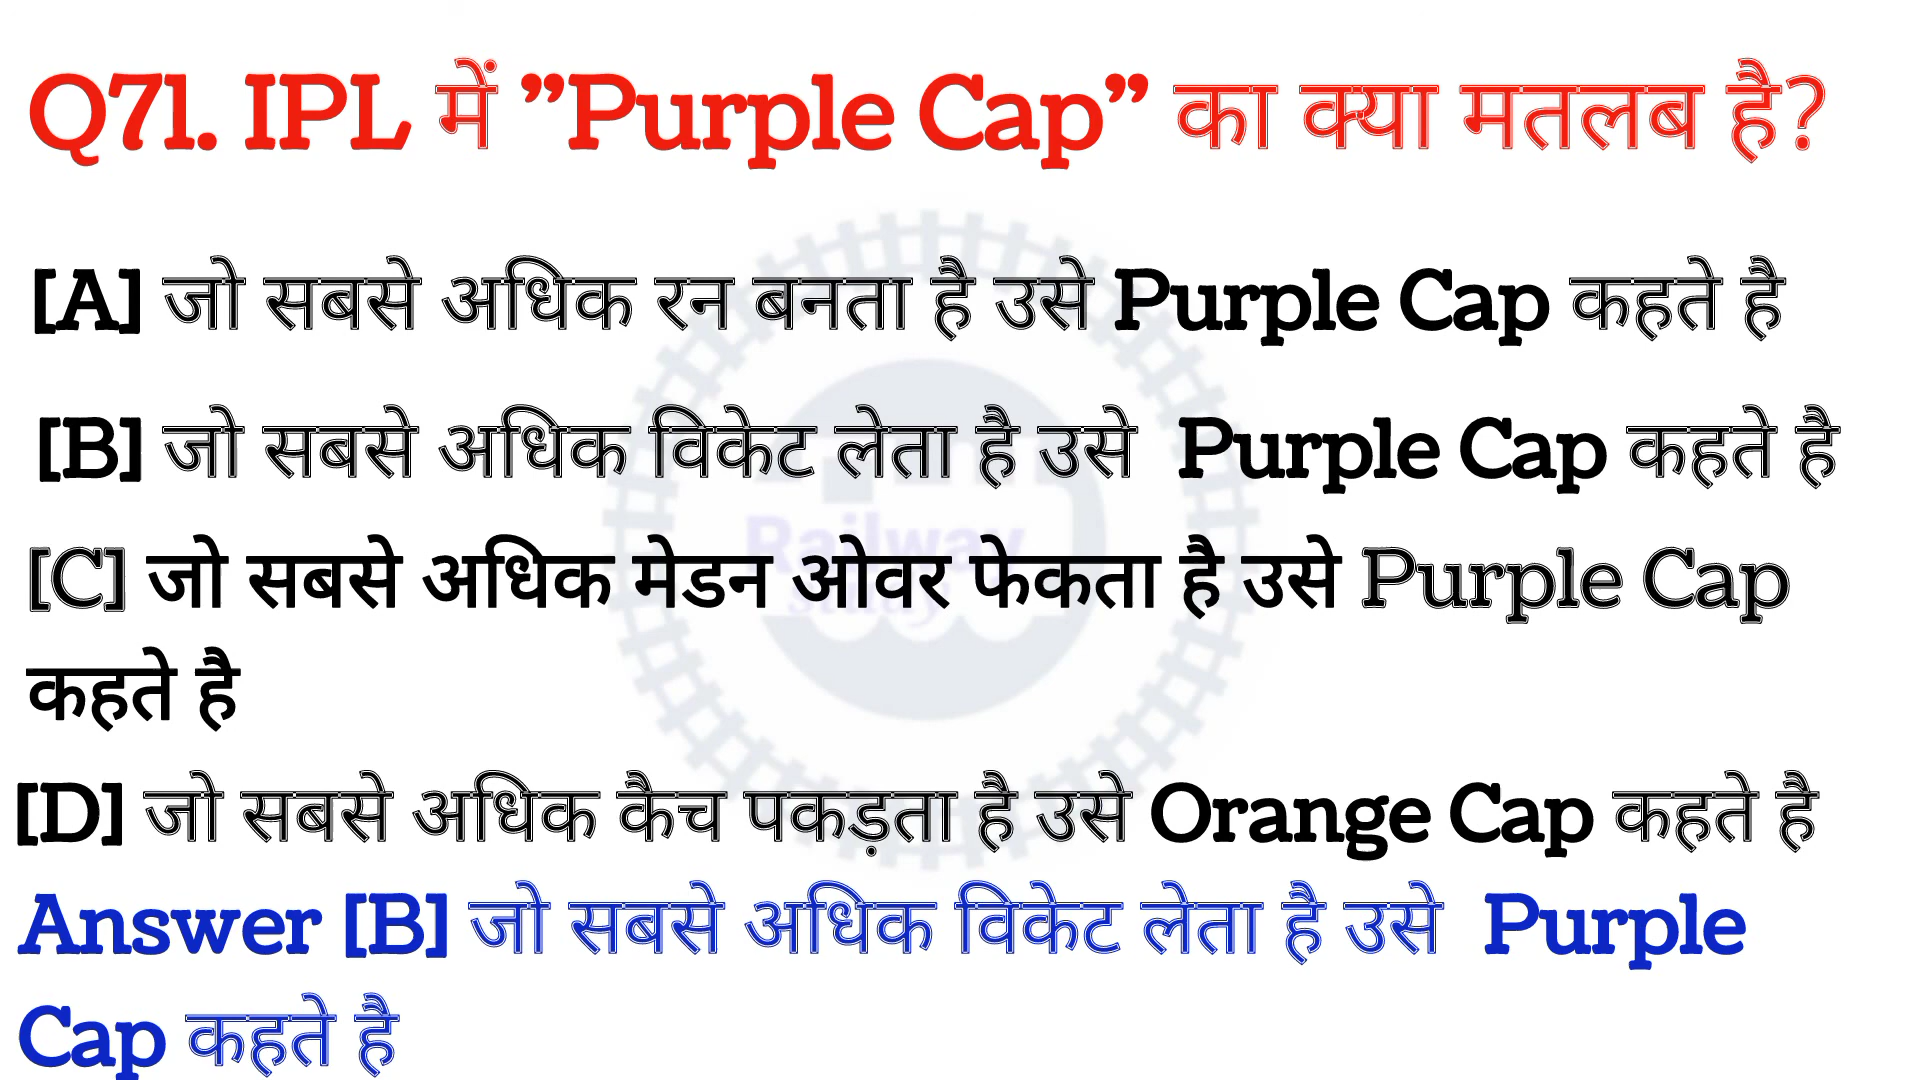 Q71. IPL में ”Purple Cap” का क्या मतलब है?
[A] जो सबसे अधिक रन बनता है उसे Purple Cap कहते है
[B] जो सबसे अधिक विकेट लेता है उसे Purple Cap कहते है
[C] जो सबसे अधिक मेडन ओवर फेकता है उसे Purple Cap
कहते है
[D] जो सबसे अधिक कैच पकड़ता है उसे Orange Cap कहते है
Answer [B] जो सबसे अधिक विकेट लेता है उसे Purple
Cap कहते है
Railway
study